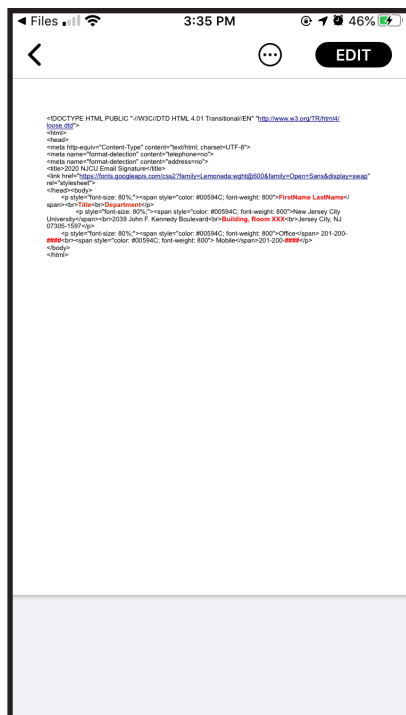 Files 3:35 PM 46%
EDIT
<!DOCTYPE HTML PUBLIC "-//W3C//DTD HTML 4.01 Transitional//EN" "http://www.w3.org/TR/html4/
loose.dtd">
<html>
<head>
<meta http-equiv="Content-Type" content="text/html; charset=UTF-8">
<meta name="format-detection" content="telephone=no">
<meta name="format-detection" content="address=no">
<title>2020 NJCU Email Signature</title>
<link href="https://fonts.googleapis.com/css2?family=Lemonada:wght@600&family=Open+Sans&display=swap"
rel="stylesheet">
</head><body>
<p style="font-size: 80%;"><span style="color: #00594C; font-weight: 800">FirstName LastName</
span><br>Title<br>Department</p>
<p style="font-size: 80%;"><span style="color: #00594C; font-weight: 800">New Jersey City
University</span><br>2039 John F. Kennedy Boulevard<br>Building, Room XXX<br>Jersey City, NJ
07305-1597</p>
<p style="font-size: 80%;"><span style="color: #00594C; font-weight: 800">Office</span> 201-200-
####<br><span style="color: #00594C; font-weight: 800"> Mobile</span>201-200-####</p>
</body>
</html>